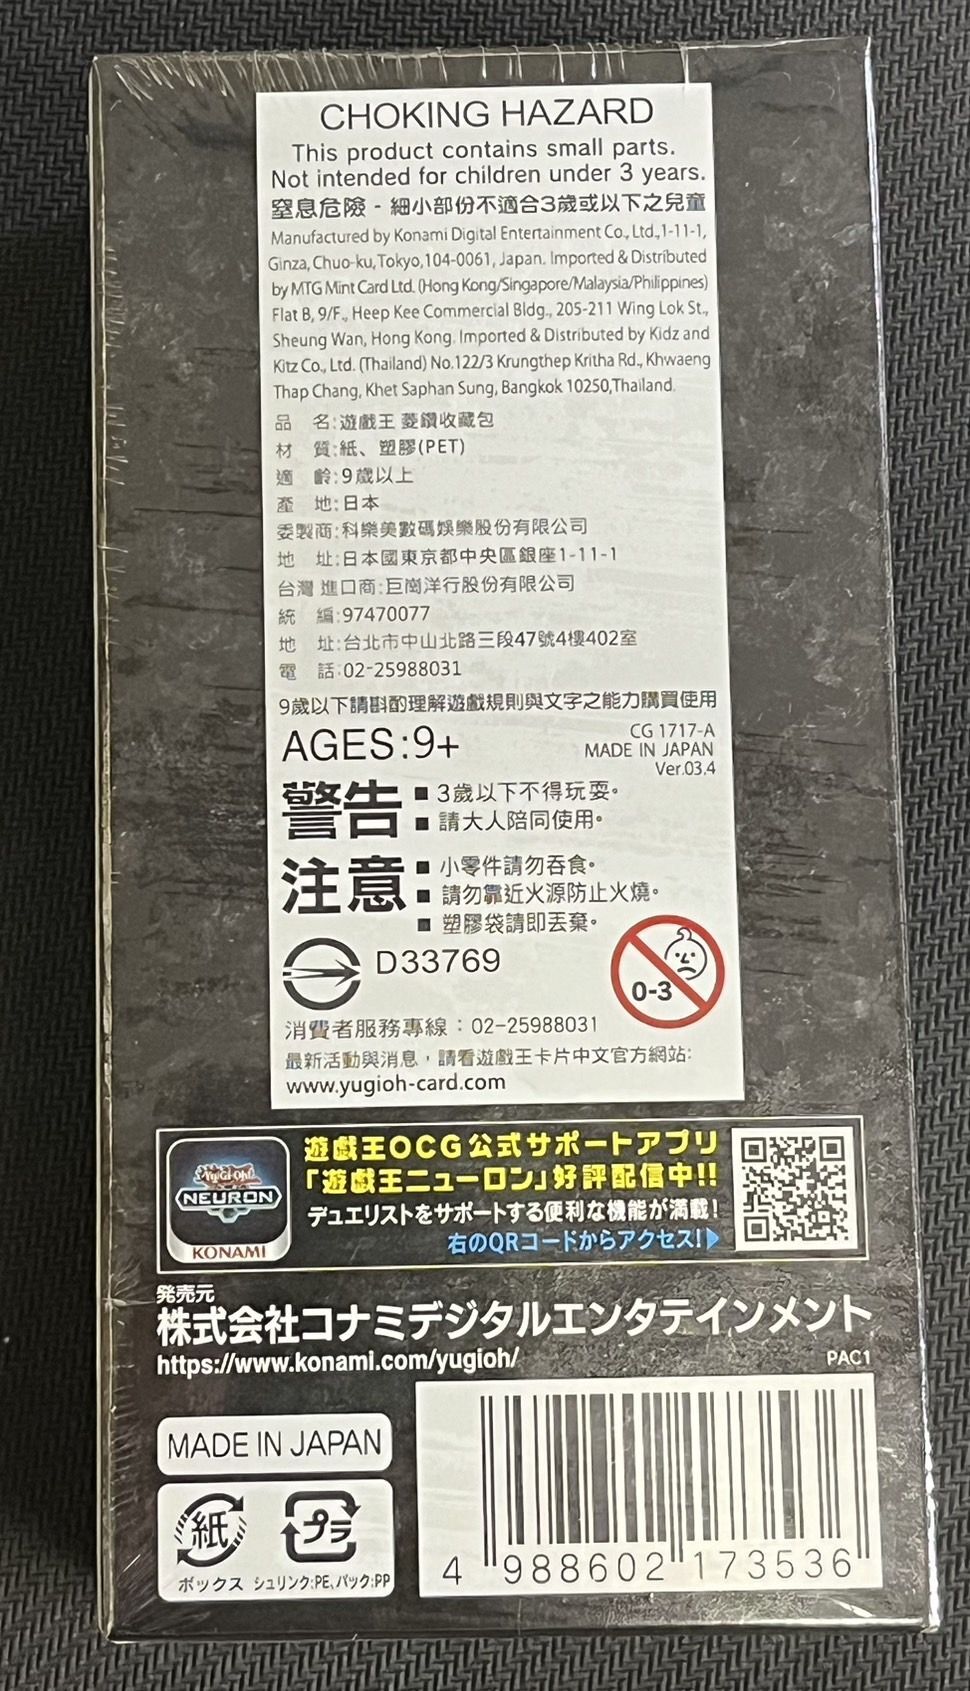 CHOKING HAZARD
This product contains small parts.
Not intended for children under 3 years.
窒息危險 - 細小部份不適合3歲或以下之兒童
Manufactured by Konami Digital Entertainment Co., Ltd.,1-11-1,
Ginza, Chuo-ku, Tokyo, 104-0061, Japan. Imported & Distributed
by MTG Mint Card Ltd. (Hong Kong/Singapore/Malaysia/Philippines)
Flat B, 9/F., Heep Kee Commercial Bldg., 205-211 Wing Lok St.,
Sheung Wan, Hong Kong. Imported & Distributed by Kidz and
Kitz Co., Ltd. (Thailand) No.122/3 Krungthep Kritha Rd., Khwaeng
Thap Chang, Khet Saphan Sung, Bangkok 10250,Thailand.
品 名:遊戲王 菱鑽收藏包
材 質:紙、塑膠(PET)
適 齡:9歲以上
產 地:日本
委製商:科樂美數碼娛樂股份有限公司
地 址:日本國東京都中央區銀座1-11-1
台灣 進口商:巨崗洋行股份有限公司
統 編:97470077
地 址:台北市中山北路三段47號4樓402室
電 話:02-25988031
9歲以下請斟酌理解遊戲規則與文字之能力購買使用
AGES:9+
CG 1717-A
MADE IN JAPAN
Ver.03.4
警告
■ 3歲以下不得玩耍。
■ 請大人陪同使用。
注意
■ 小零件請勿吞食。
■ 請勿靠近火源防止火燒。
■ 塑膠袋請即丟棄。
D33769
0-3
消費者服務專線：02-25988031
最新活動與消息，請看遊戲王卡片中文官方網站:
www.yugioh-card.com
遊戯王OCG公式サポートアプリ
「遊戯王ニューロン」好評配信中!!
デュエリストをサポートする便利な機能が満載!
右のQRコードからアクセス!▶
Yu-Gi-Oh!
NEURON
KONAMI
発売元
株式会社コナミデジタルエンタテインメント
https://www.konami.com/yugioh/
PAC1
MADE IN JAPAN
紙
プラ
ボックス シュリンク:PE、パック:PP
4 988602 173536